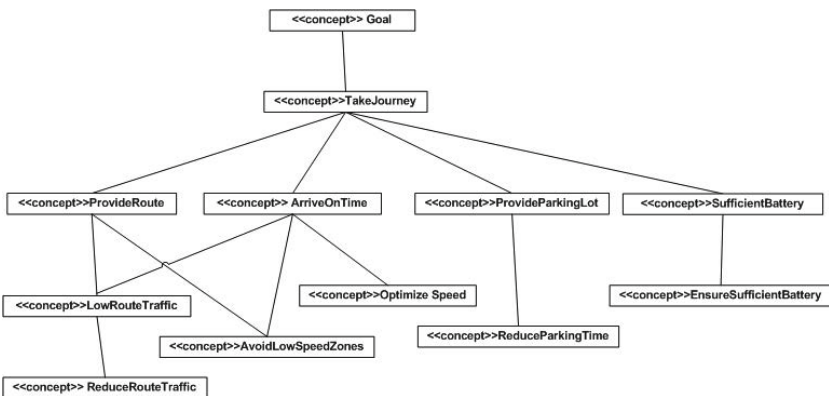 <<concept>> Goal
<<concept>>TakeJourney
<<concept>>ProvideRoute
<<concept>> ArriveOnTime
<<concept>>ProvideParkingLot
<<concept>>SufficientBattery
<<concept>>LowRouteTraffic
<<concept>>Optimize Speed
<<concept>>EnsureSufficientBattery
<<concept>>AvoidLowSpeedZones
<<concept>>ReduceParkingTime
<<concept>> ReduceRouteTraffic